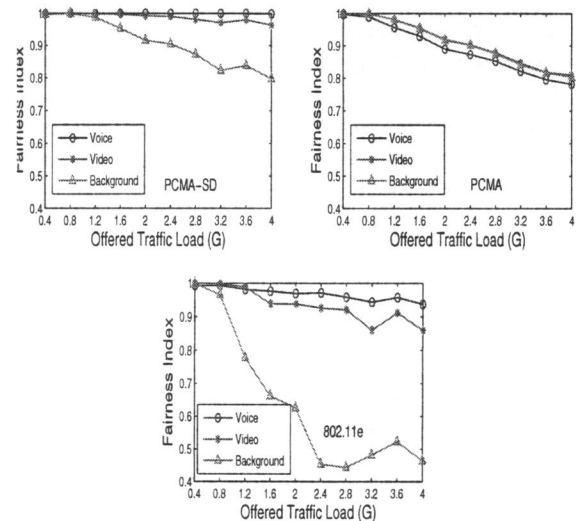 1
0.9
0.8
0.7
0.6
0.5
0.4
0.4 0.8 1.2 1.6 2 2.4 2.8 3.2 3.6 4
Fairness Index
Voice
Video
Background
PCMA-SD
Offered Traffic Load (G)
1
0.9
0.8
0.7
0.6
0.5
0.4
0.4 0.8 1.2 1.6 2 2.4 2.8 3.2 3.6 4
Fairness Index
Voice
Video
Background
PCMA
Offered Traffic Load (G)
1
0.9
0.8
0.7
0.6
0.5
0.4
0.4 0.8 1.2 1.6 2 2.4 2.8 3.2 3.6 4
Fairness Index
Voice
Video
Background
802.11e
Offered Traffic Load (G)